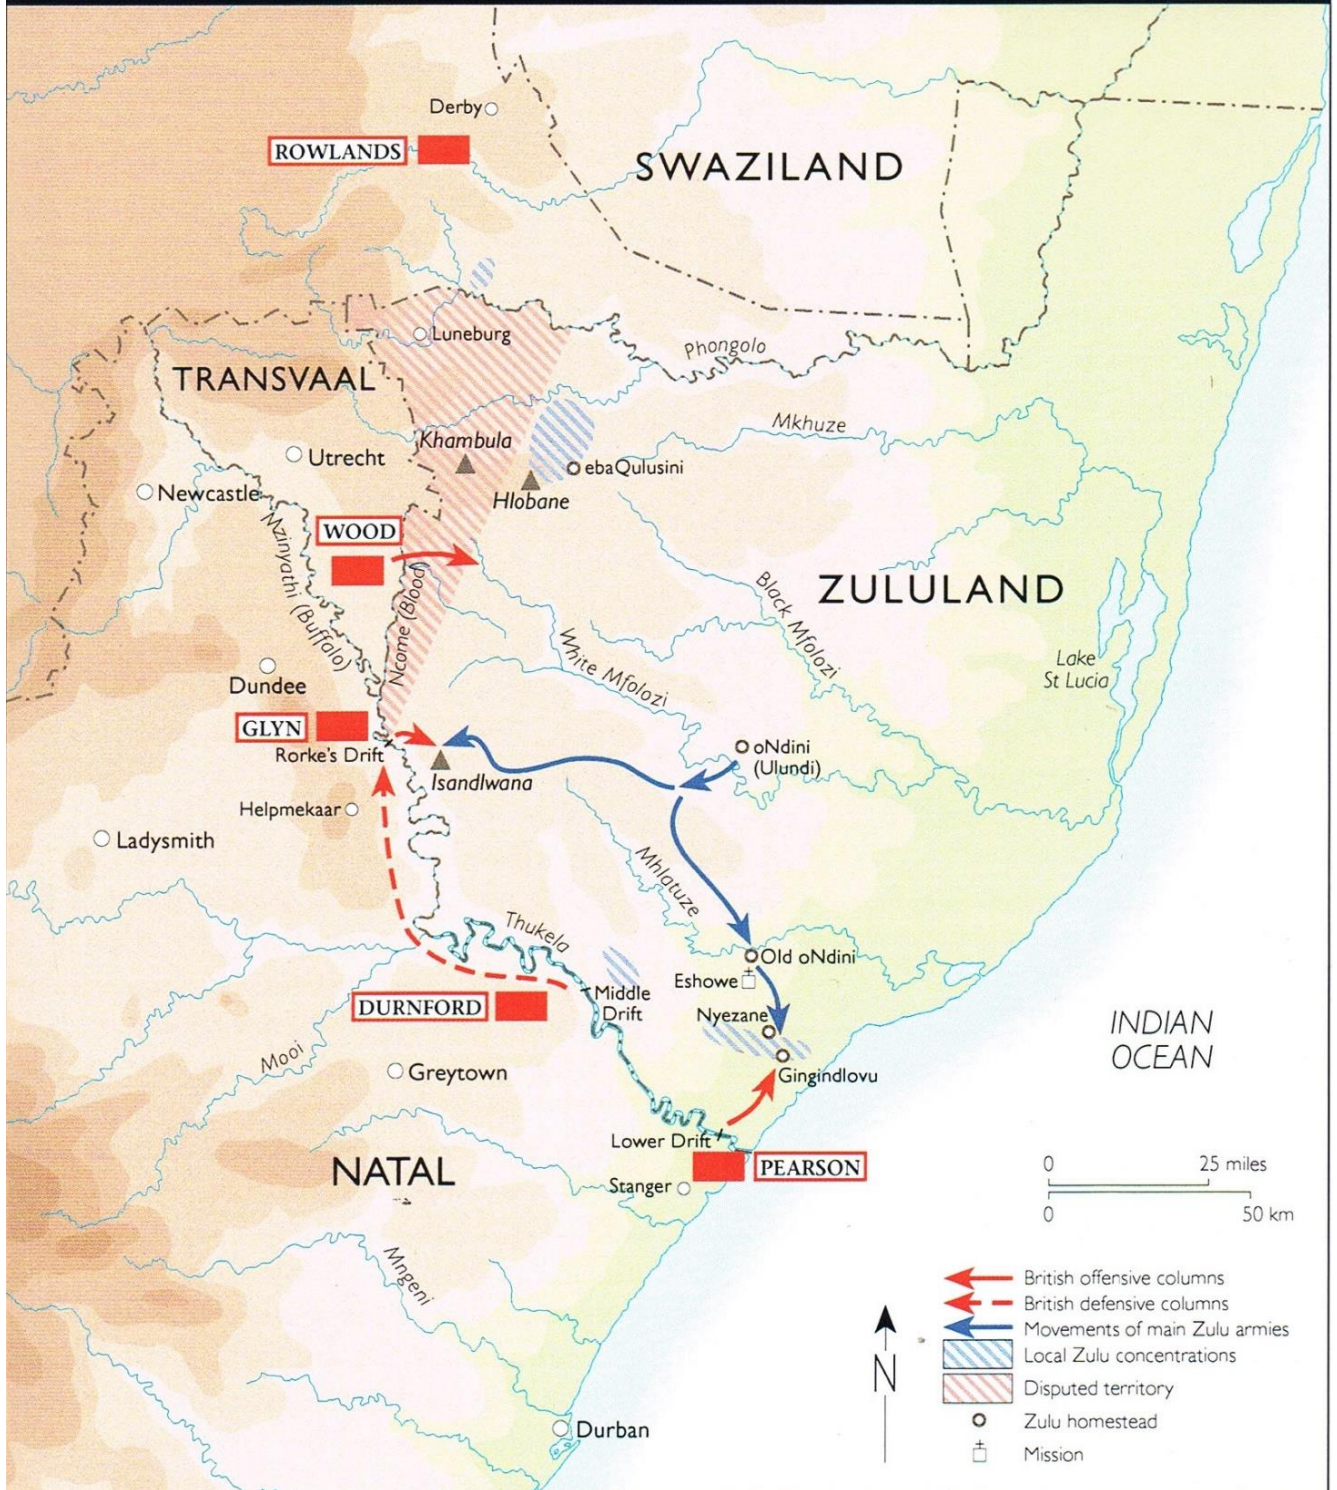 Derby
ROWLANDS
SWAZILAND
Luneburg
Phongolo
TRANSVAAL
Khambula
Mkhuze
Utrecht
ebaQulusini
Newcastle
Hlobane
WOOD
Mzinyathi (Buffalo)
Ncome (Blood)
Black Mfolozi
ZULULAND
White Mfolozi
Lake
St Lucia
Dundee
GLYN
Rorke's Drift
oNdini
(Ulundi)
Isandlwana
Helpmekaar
Ladysmith
Mhlatuze
Thukela
Old oNdini
Eshowe
Middle
Drift
DURNFORD
Nyezane
INDIAN
OCEAN
Mooi
Greytown
Gingindlovu
Lower Drift
PEARSON
NATAL
Stanger
0 25 miles
0 50 km
Mngeni
British offensive columns
British defensive columns
Movements of main Zulu armies
Local Zulu concentrations
N
Disputed territory
Zulu homestead
Durban
Mission